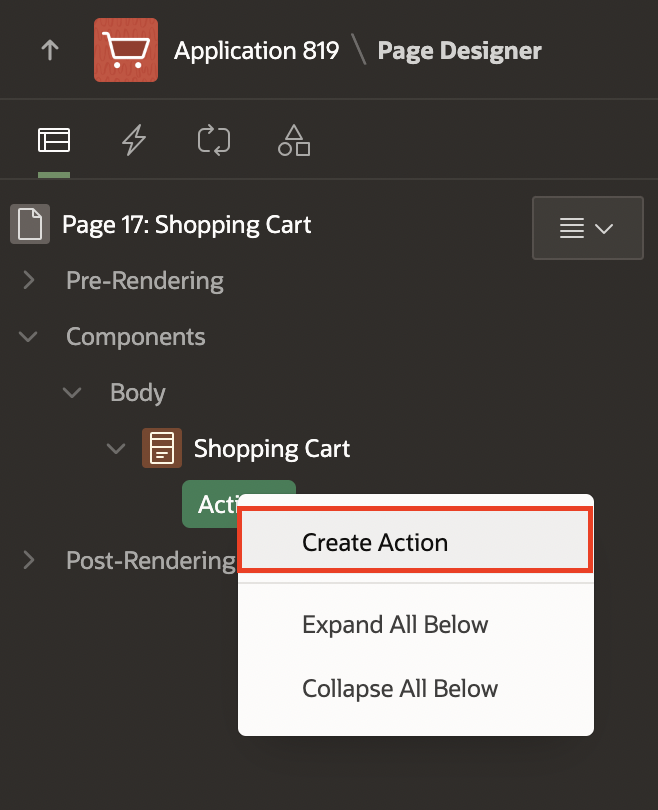 Application 819 \ Page Designer
Page 17: Shopping Cart
Pre-Rendering
Components
Body
Shopping Cart
Acti
Create Action
Post-Rendering
Expand All Below
Collapse All Below